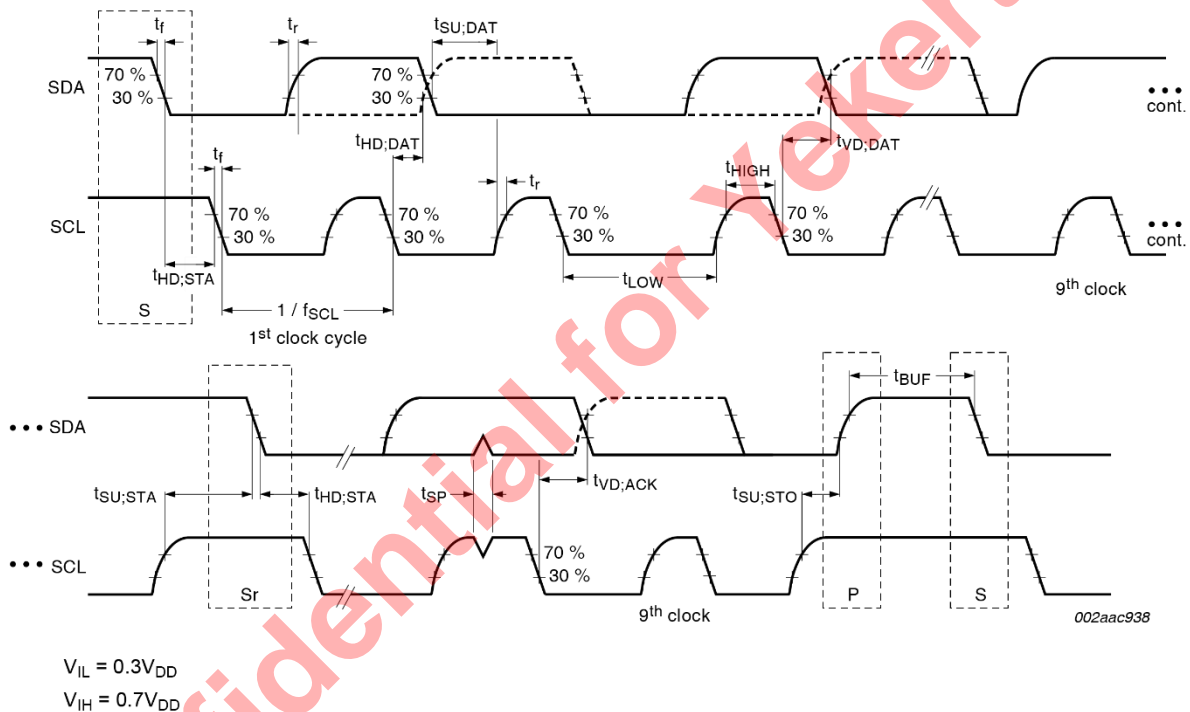 tf
tr
tSU;DAT
SDA
70 %
30 %
70 %
30 %
cont.
tHD;DAT
tVD;DAT
tf
tr
tHIGH
SCL
70 %
30 %
70 %
30 %
70 %
30 %
70 %
30 %
cont.
tHD;STA
tLOW
S
1 / fSCL
1st clock cycle
9th clock
tBUF
SDA
tSU;STA
tHD;STA
tSP
tVD;ACK
tSU;STO
SCL
70 %
30 %
Sr
9th clock
P
S
002aac938
VIL = 0.3VDD
VIH = 0.7VDD
fidential for Yeker